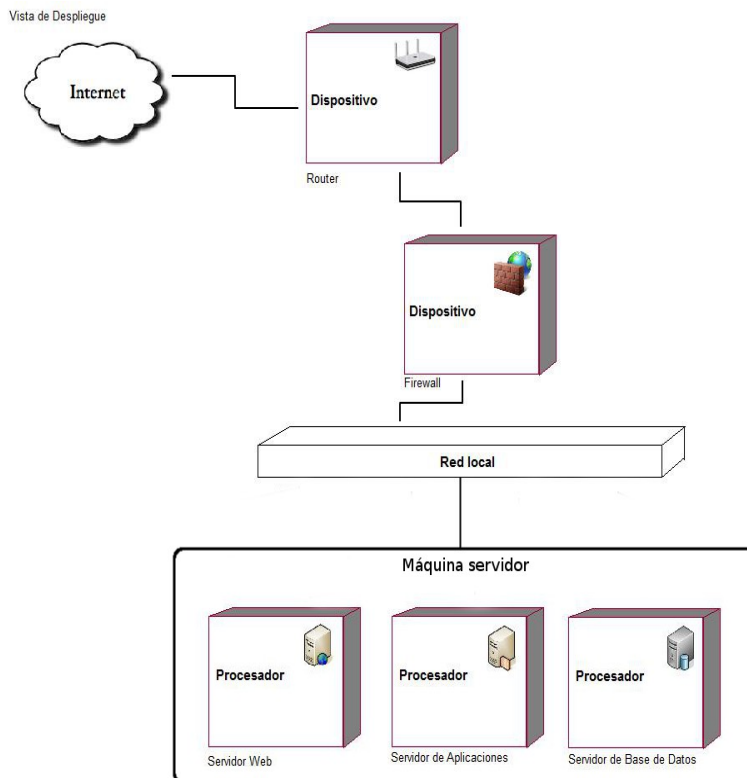 Vista de Despliegue
Internet
Dispositivo
Router
Dispositivo
Firewall
Red local
Máquina servidor
Procesador
Procesador
Procesador
Servidor Web
Servidor de Aplicaciones
Servidor de Base de Datos